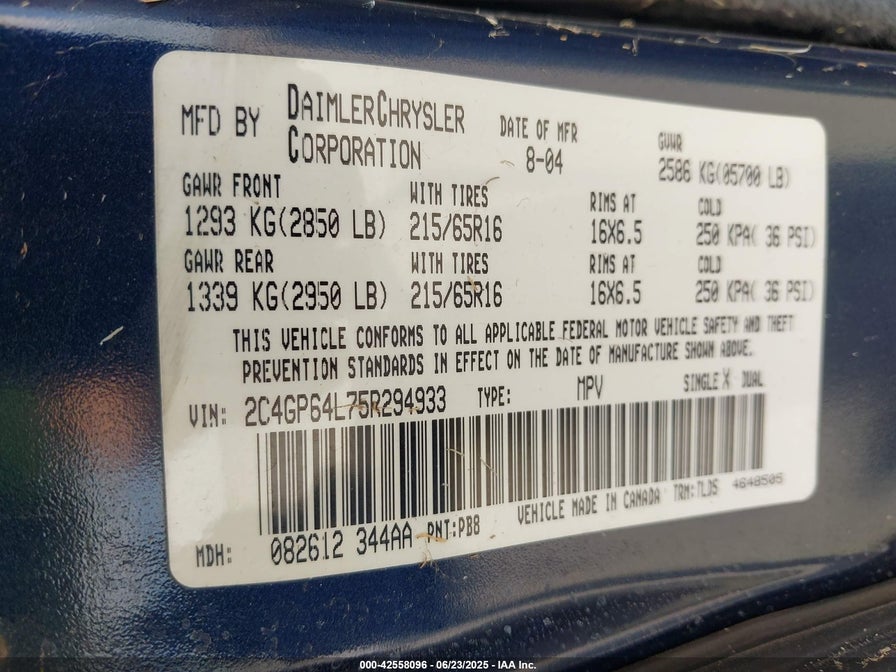 MFD BY DAIMLERCHRYSLER CORPORATION DATE OF MFR 8-04 GVWR 2586 KG(05700 LB)
GAWR FRONT WITH TIRES RIMS AT COLD
1293 KG(2850 LB) 215/65R16 16X6.5 250 KPA( 36 PSI)
GAWR REAR WITH TIRES RIMS AT COLD
1339 KG(2950 LB) 215/65R16 16X6.5 250 KPA( 36 PSI)
THIS VEHICLE CONFORMS TO ALL APPLICABLE FEDERAL MOTOR VEHICLE SAFETY AND THEFT
PREVENTION STANDARDS IN EFFECT ON THE DATE OF MANUFACTURE SHOWN ABOVE.
VIN: 2C4GP64L75R294933 TYPE: MPV SINGLE X DUAL
MDH: 082612 344AA PNT:PB8 VEHICLE MADE IN CANADA TRM:TLD5 4648505
000-42558096 - 06/23/2025 - IAA Inc.